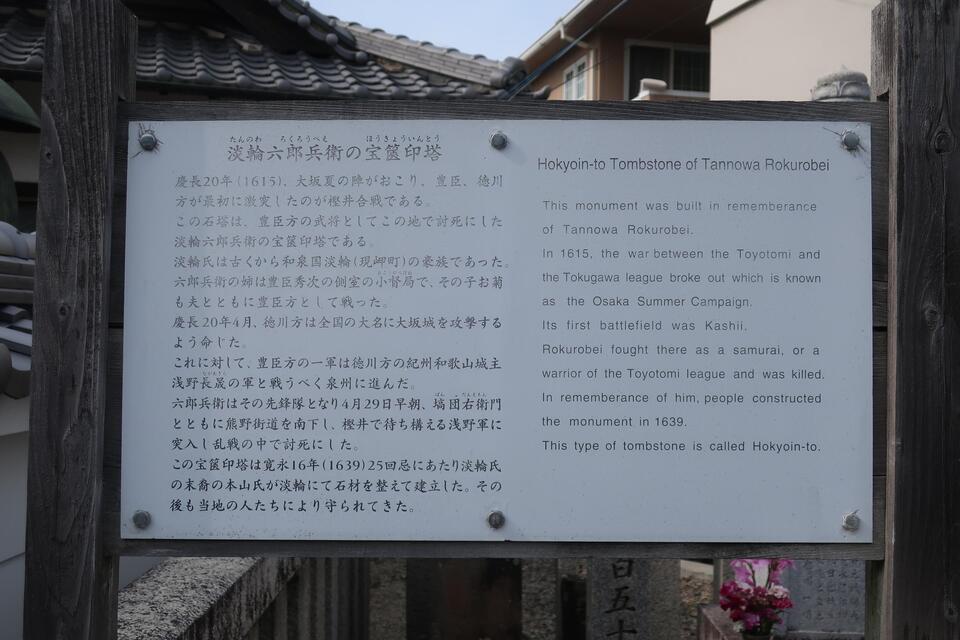 たんのわ ろくろうべえ ほうきょういんとう
淡輪六郎兵衛の宝篋印塔
慶長20年(1615)、大坂夏の陣がおこり、豊臣、徳川
方が最初に激突したのが樫井合戦である。
この石塔は、豊臣方の武将としてこの地で討死にした
淡輪六郎兵衛の宝篋印塔である。
淡輪氏は古くから和泉国淡輪(現岬町)の豪族であった。
六郎兵衛の姉は豊臣秀次の側室の小督局で、その子お菊
も夫とともに豊臣方として戦った。
慶長20年4月、徳川方は全国の大名に大坂城を攻撃する
よう命じた。
これに対して、豊臣方の一軍は徳川方の紀州和歌山城主
浅野長晟の軍と戦うべく泉州に進んだ。
六郎兵衛はその先鋒隊となり4月29日早朝、塙団右衛門
とともに熊野街道を南下し、樫井で待ち構える浅野軍に
突入し乱戦の中で討死にした。
この宝篋印塔は寛永16年(1639)25回忌にあたり淡輪氏
の末裔の本山氏が淡輪にて石材を整えて建立した。その
後も当地の人たちにより守られてきた。
Hokyoin-to Tombstone of Tannowa Rokurobei
This monument was built in rememberance
of Tannowa Rokurobei.
In 1615, the war between the Toyotomi and
the Tokugawa league broke out which is known
as the Osaka Summer Campaign.
Its first battlefield was Kashii.
Rokurobei fought there as a samurai, or a
warrior of the Toyotomi league and was killed.
In rememberance of him, people constructed
the monument in 1639.
This type of tombstone is called Hokyoin-to.